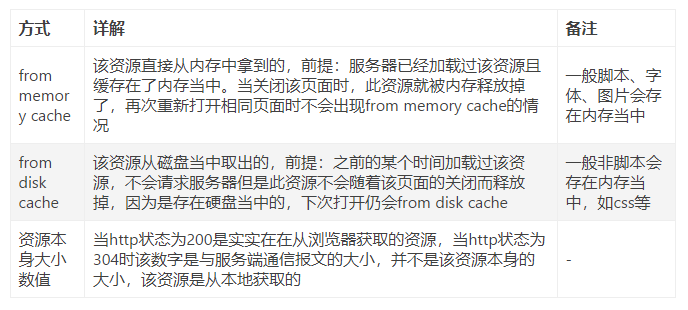 方式 详解 备注
from
memor
y cache
该资源直接从内存中拿到的，前提：服务器已经加载过该资源且
缓存在了内存当中。当关闭该页面时，此资源就被内存释放掉
了，再次重新打开相同页面时不会出现from memory cache的情
况
一般脚本、字
体、图片会存
在内存当中
from
disk
cache
该资源从磁盘当中取出的，前提：之前的某个时间加载过该资
源，不会请求服务器但是此资源不会随着该页面的关闭而释放
掉，因为是存在硬盘当中的，下次打开仍会from disk cache
一般非脚本会
存在内存当
中，如css等
资源本
身大小
数值
当http状态为200是实实在在从浏览器获取的资源，当http状态为
304时该数字是与服务端通信报文的大小，并不是该资源本身的
大小，该资源是从本地获取的
-